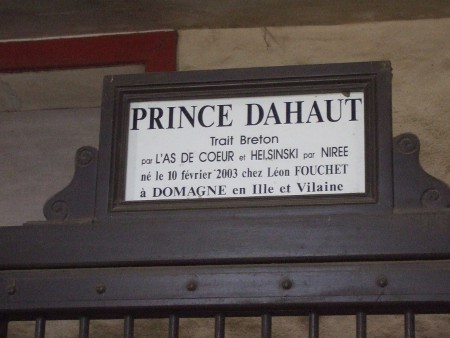 PRINCE DAHAUT
Trait Breton
par L'AS DE COEUR et HELSINSKI par NIREE
né le 10 février 2003 chez Léon FOUCHET
à DOMAGNE en Ille et Vilaine